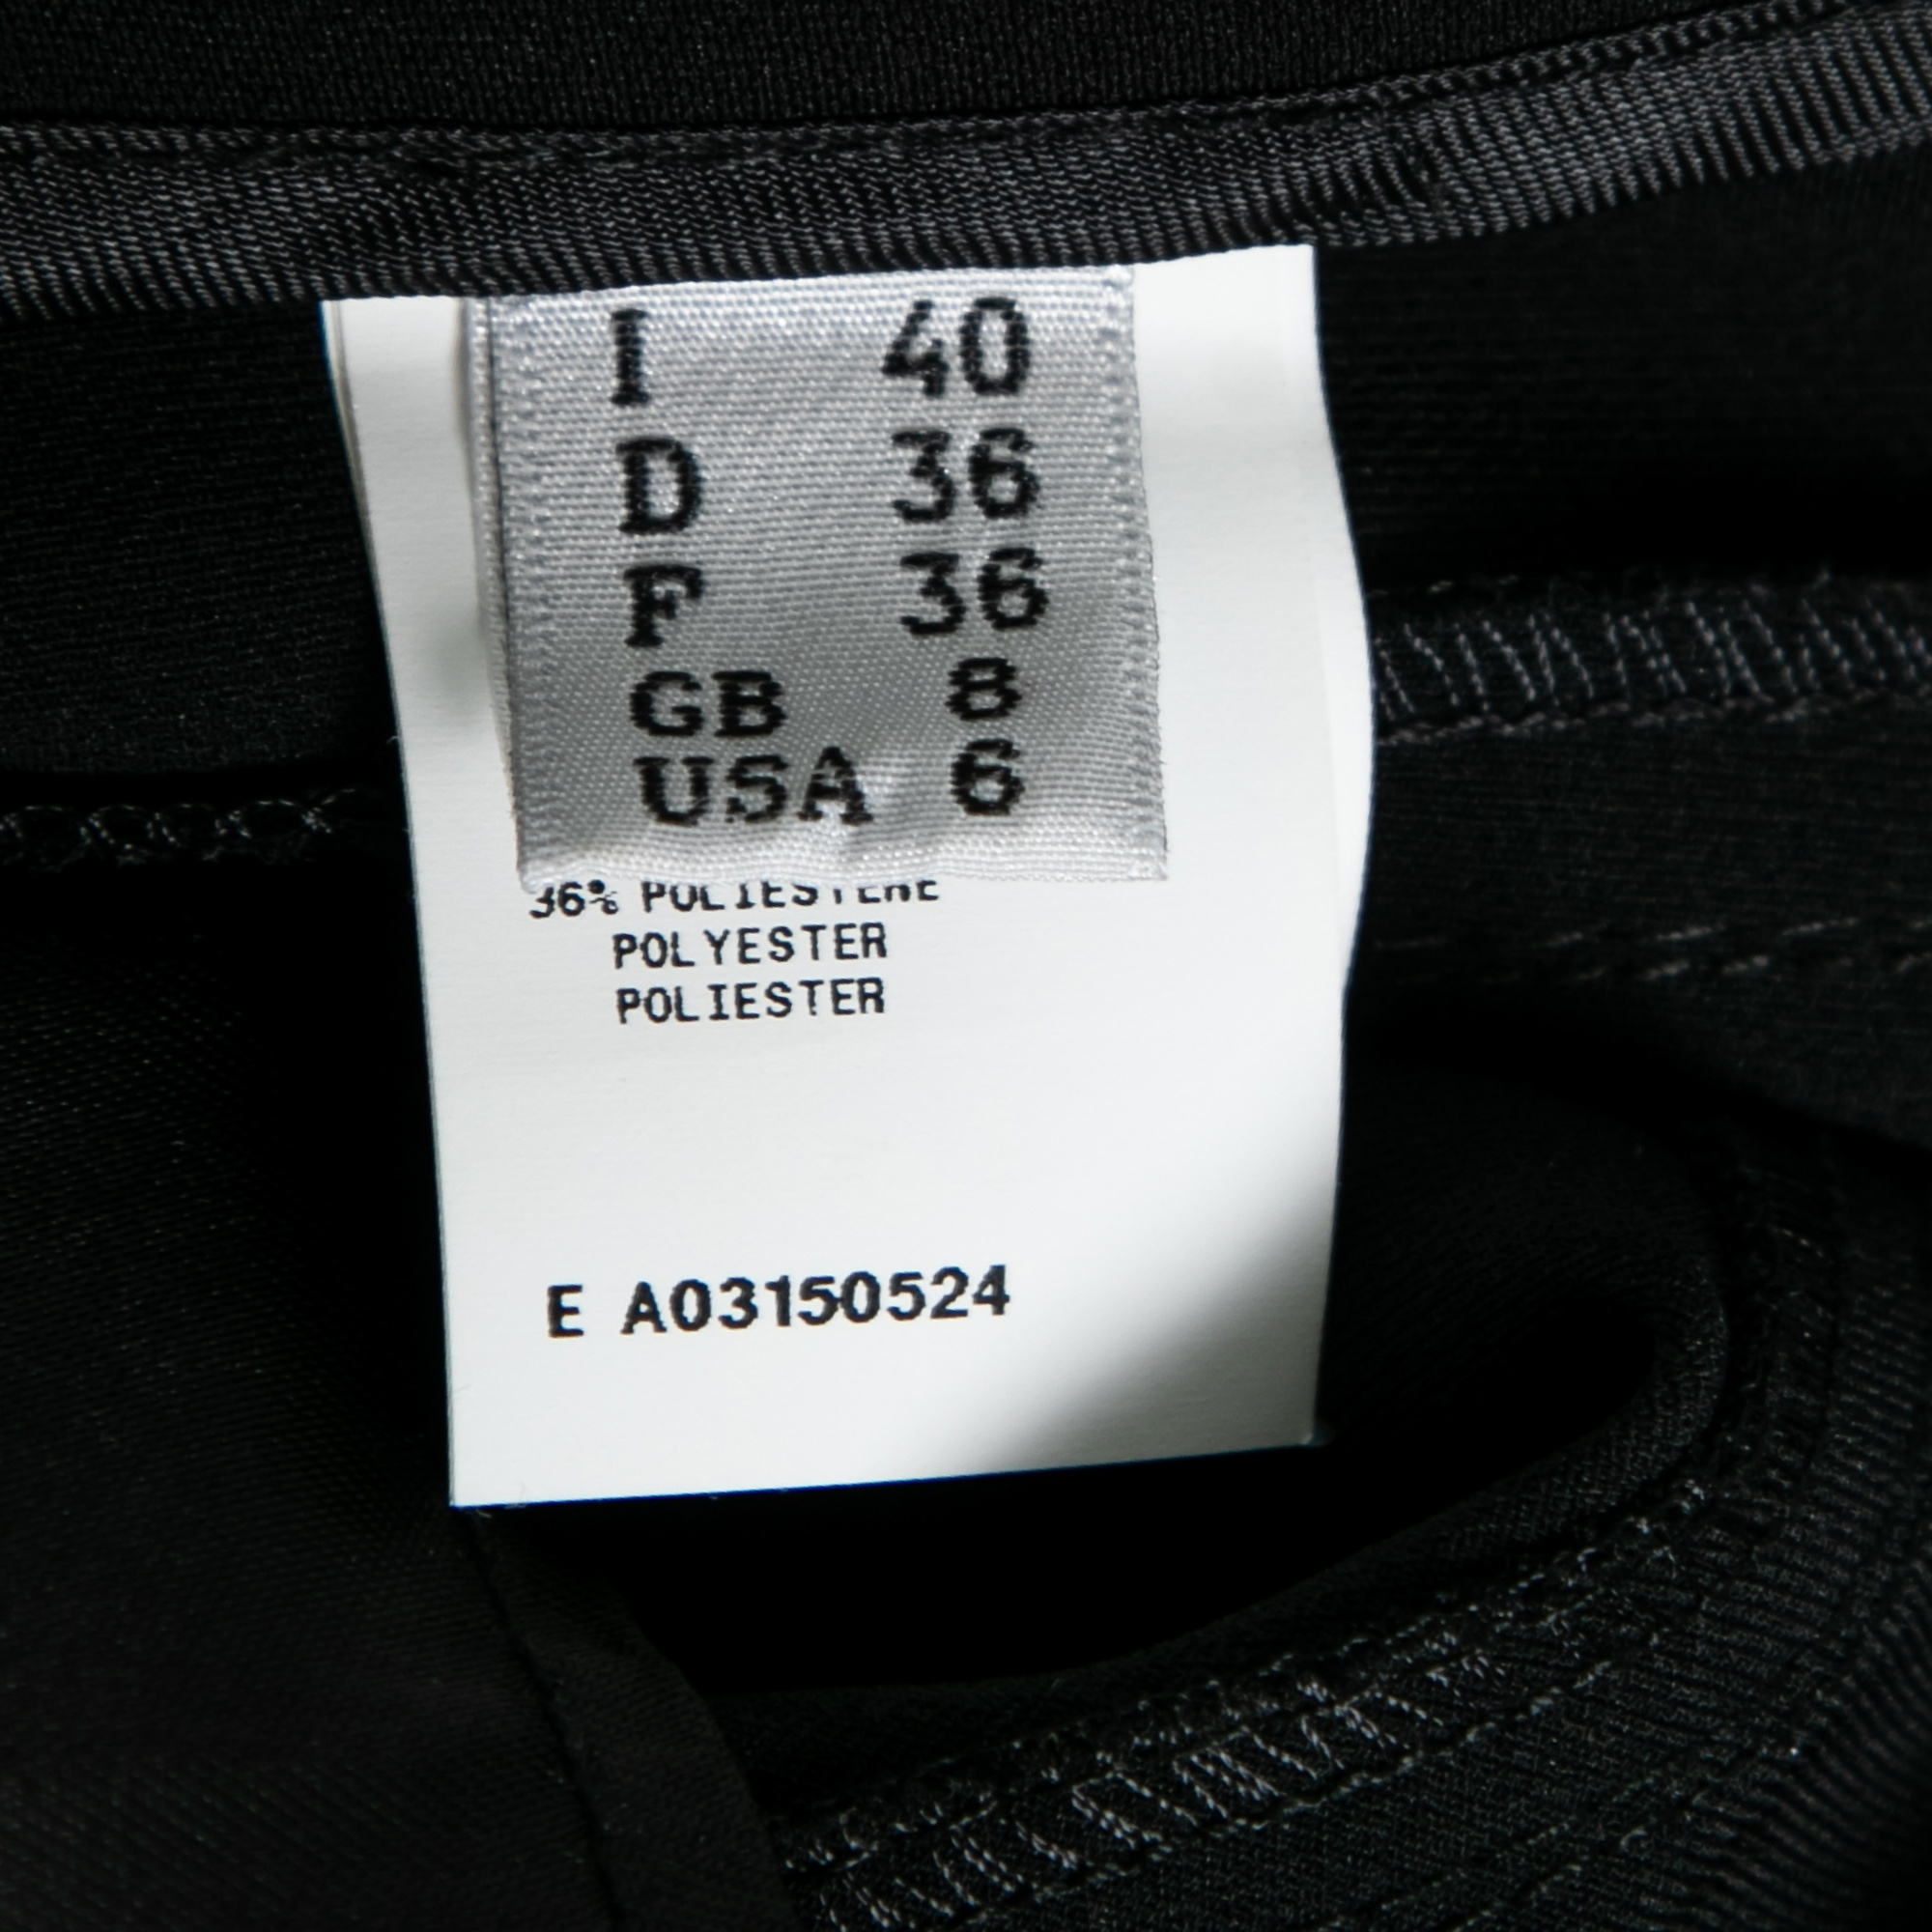 I 40
D 36
F 36
GB 8
USA 6
36% POLIESTERE
POLYESTER
POLIESTER
E A03150524